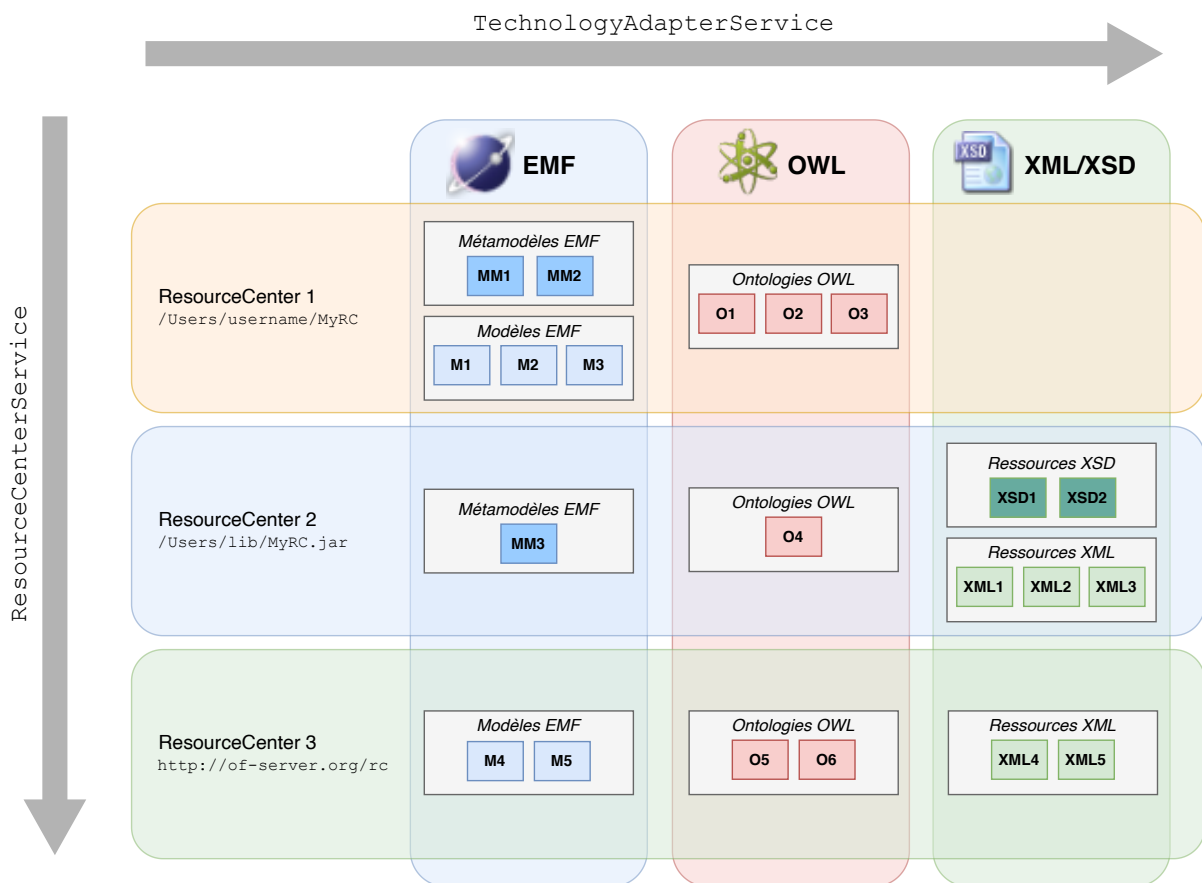 TechnologyAdapterService
ResourceCenterService
EMF
OWL
XSD
XML/XSD
ResourceCenter 1
/Users/username/MyRC
Métamodèles EMF
MM1 MM2
Modèles EMF
M1 M2 M3
Ontologies OWL
O1 O2 O3
ResourceCenter 2
/Users/lib/MyRC.jar
Métamodèles EMF
MM3
Ontologies OWL
O4
Ressources XSD
XSD1 XSD2
Ressources XML
XML1 XML2 XML3
ResourceCenter 3
http://of-server.org/rc
Modèles EMF
M4 M5
Ontologies OWL
O5 O6
Ressources XML
XML4 XML5